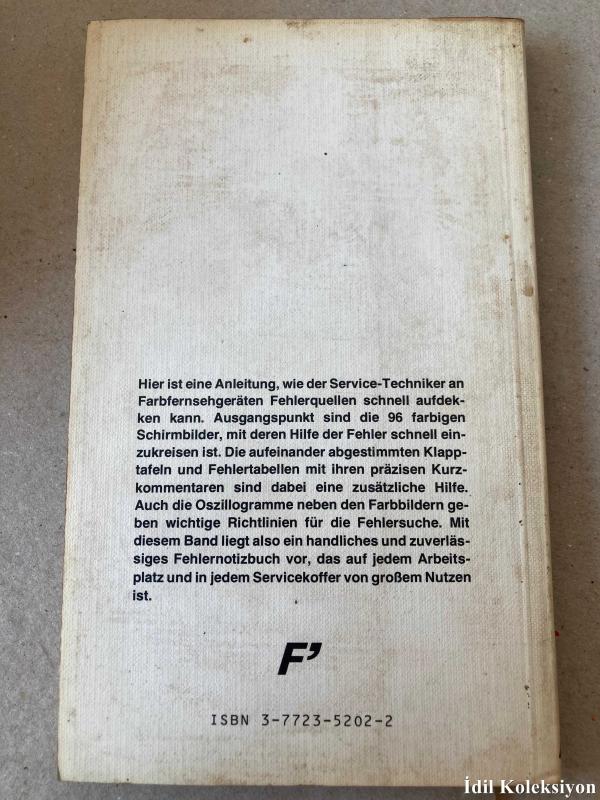 Hier ist eine Anleitung, wie der Service-Techniker an
Farbfernsehgeräten Fehlerquellen schnell aufdek-
ken kann. Ausgangspunkt sind die 96 farbigen
Schirmbilder, mit deren Hilfe der Fehler schnell ein-
zukreisen ist. Die aufeinander abgestimmten Klapp-
tafeln und Fehlertabellen mit ihren präzisen Kurz-
kommentaren sind dabei eine zusätzliche Hilfe.
Auch die Oszillogramme neben den Farbbildern ge-
ben wichtige Richtlinien für die Fehlersuche. Mit
diesem Band liegt also ein handliches und zuverläs-
siges Fehlernotizbuch vor, das auf jedem Arbeits-
platz und in jedem Servicekoffer von großem Nutzen
ist.
F’
ISBN 3-7723-5202-2
İdil Koleksiyon